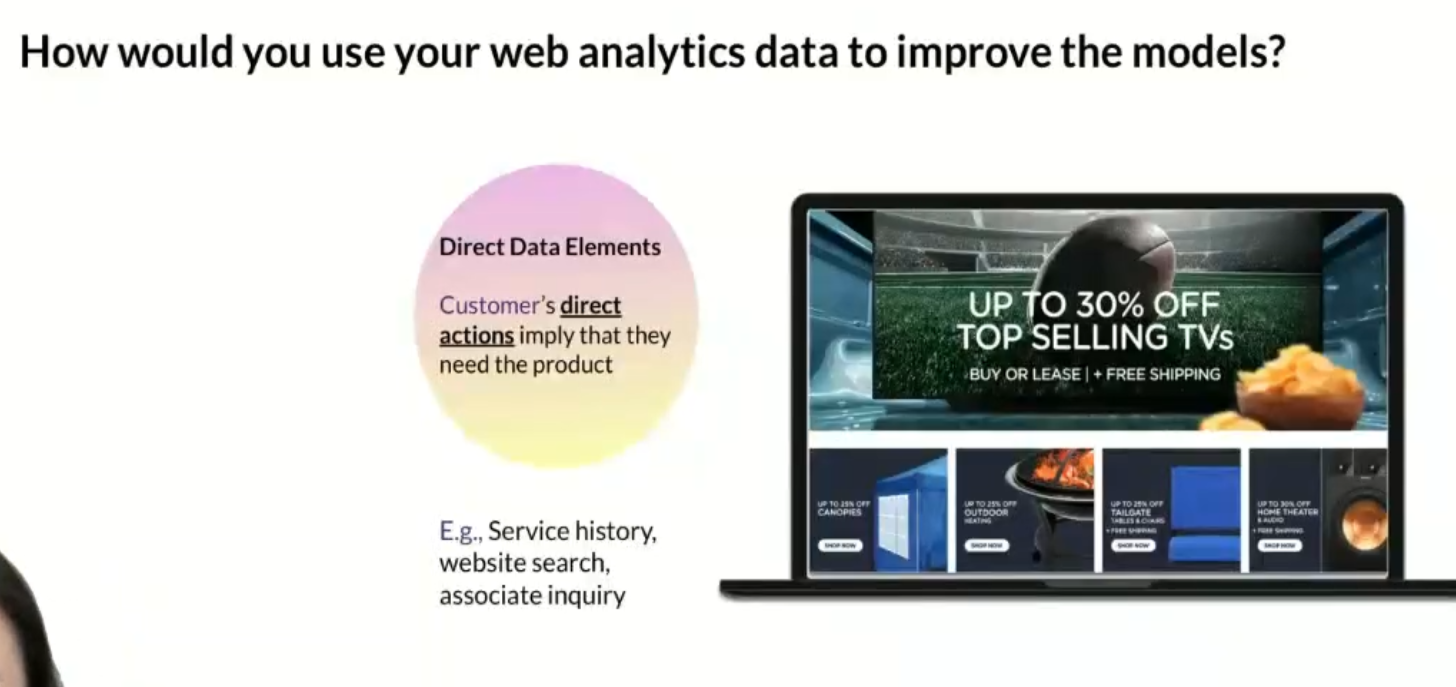 How would you use your web analytics data to improve the models?
Direct Data Elements
Customer's direct
actions imply that they
need the product
E.g., Service history,
website search,
associate inquiry
UP TO 30% OFF
TOP SELLING TVs
BUY OR LEASE | + FREE SHIPPING
UP TO 25% OFF
CANOPIES
SHOP NOW
UP TO 25% OFF
OUTDOOR
HEATING
SHOP NOW
UP TO 25% OFF
TAILGATE
TABLES & CHAIRS
+ FREE SHIPPING
SHOP NOW
UP TO 30% OFF
HOME THEATER
& AUDIO
+ FREE SHIPPING
SHOP NOW